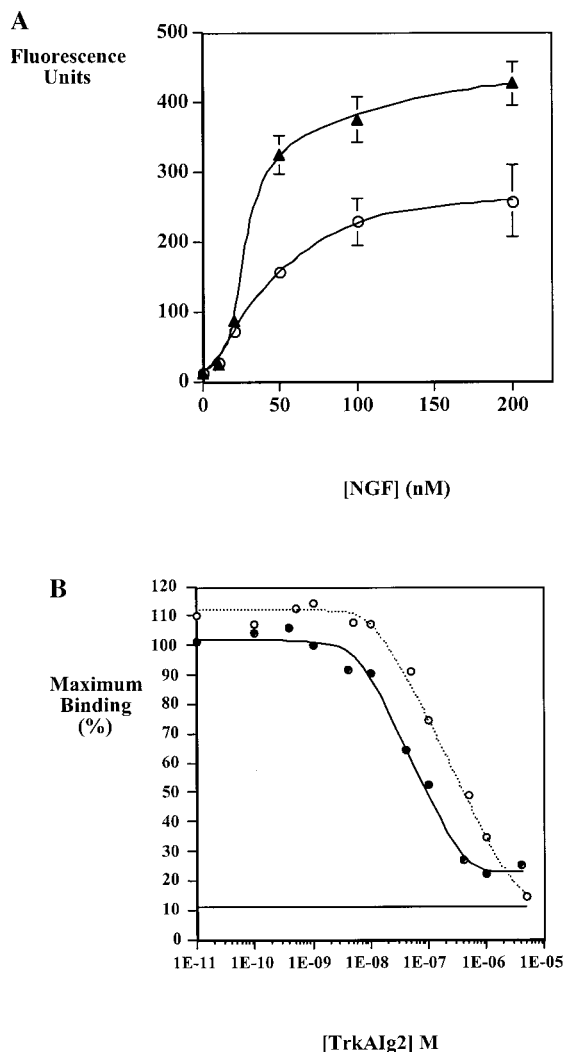 A
Fluorescence
Units
500
400
300
200
100
0
0 50 100 150 200
[NGF] (nM)
B
Maximum
Binding
(%)
120
110
100
90
80
70
60
50
40
30
20
10
0
1E-11 1E-10 1E-09 1E-08 1E-07 1E-06 1E-05
[TrkAIg2] M